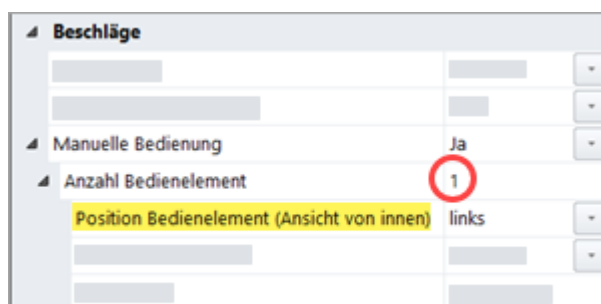 Beschläge
Manuelle Bedienung Ja
Anzahl Bedienelement 1
Position Bedienelement (Ansicht von innen) links